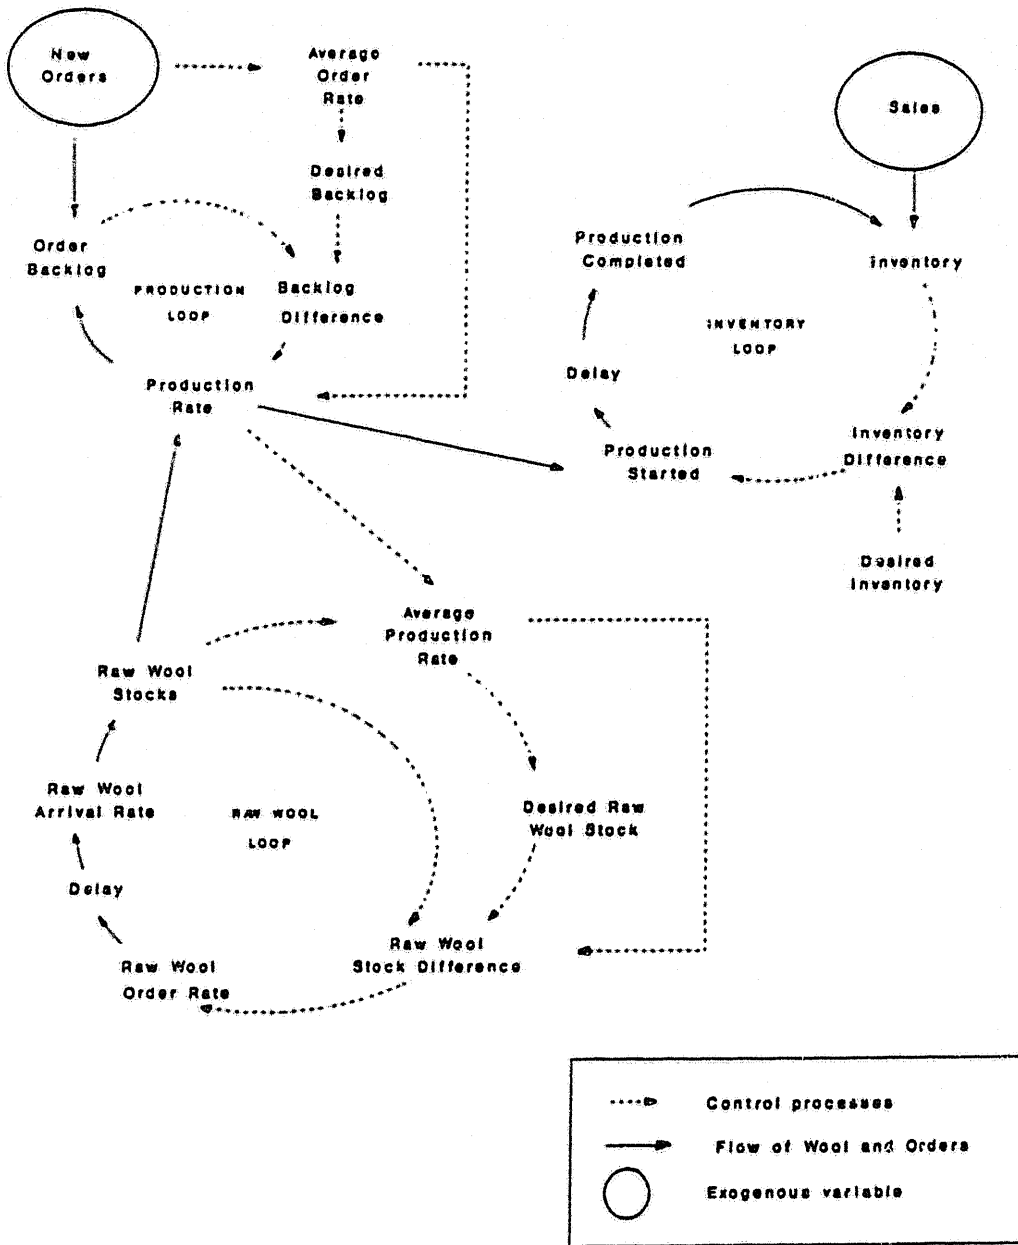 New
Orders
Average
Order
Rate
Desired
Backlog
Order
Backlog
PRODUCTION
LOOP
Backlog
Difference
Production
Rate
Sales
Production
Completed
Inventory
INVENTORY
LOOP
Delay
Production
Started
Inventory
Difference
Desired
Inventory
Average
Production
Rate
Raw Wool
Stocks
Raw Wool
Arrival Rate
RAW WOOL
LOOP
Desired Raw
Wool Stock
Delay
Raw Wool
Order Rate
Raw Wool
Stock Difference
Control processes
Flow of Wool and Orders
Exogenous variable